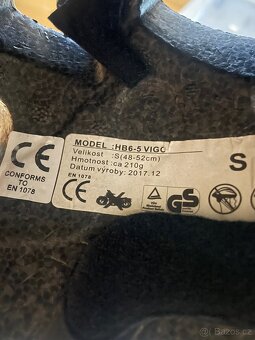 MODEL :HB6-5 VIGO
Velikost : S(48-52cm)
Hmotnost :ca 210g
Datum výroby :2017.12
EN 1078
CE
CONFORMS
TO
EN 1078
CE
GS
S
Bazos.cz